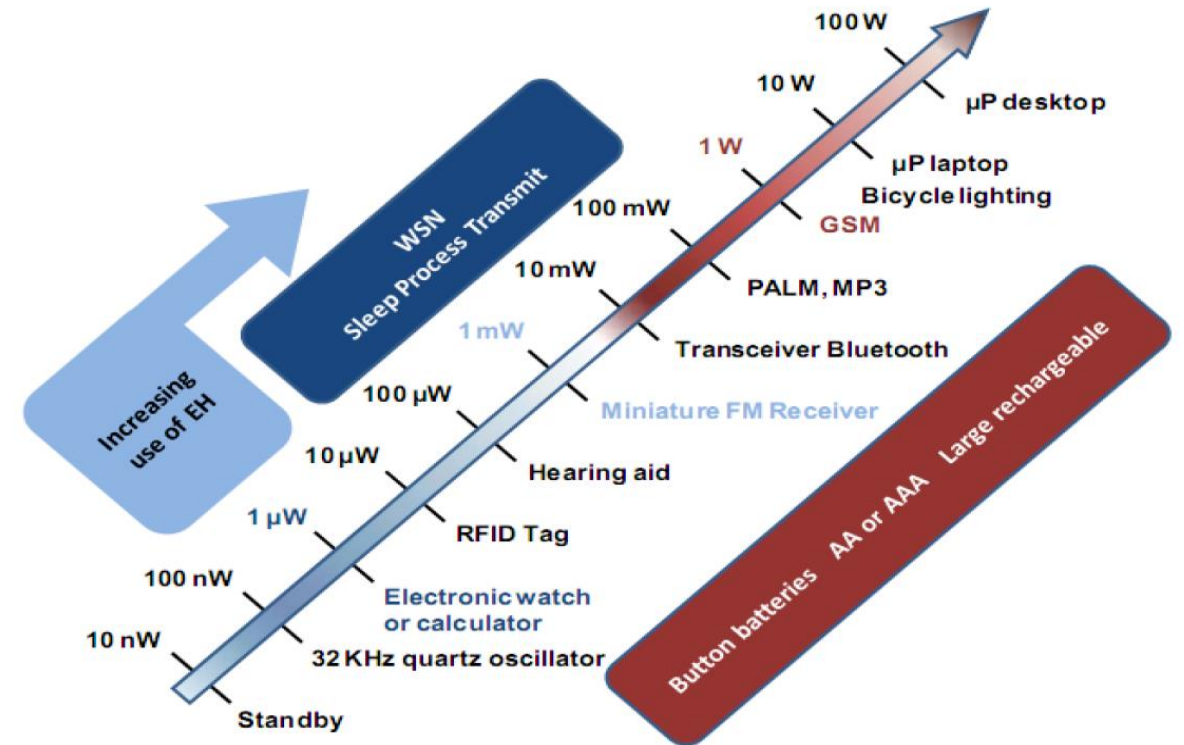 100 W
10 W
1 W
100 mW
10 mW
1 mW
100 µW
10 µW
1 µW
100 nW
10 nW
µP desktop
µP laptop
Bicycle lighting
GSM
PALM, MP3
Transceiver Bluetooth
Miniature FM Receiver
Hearing aid
RFID Tag
Electronic watch
or calculator
32 KHz quartz oscillator
Standby
WSN
Sleep Process Transmit
Increasing
use of EH
Button batteries AA or AAA Large rechargeable